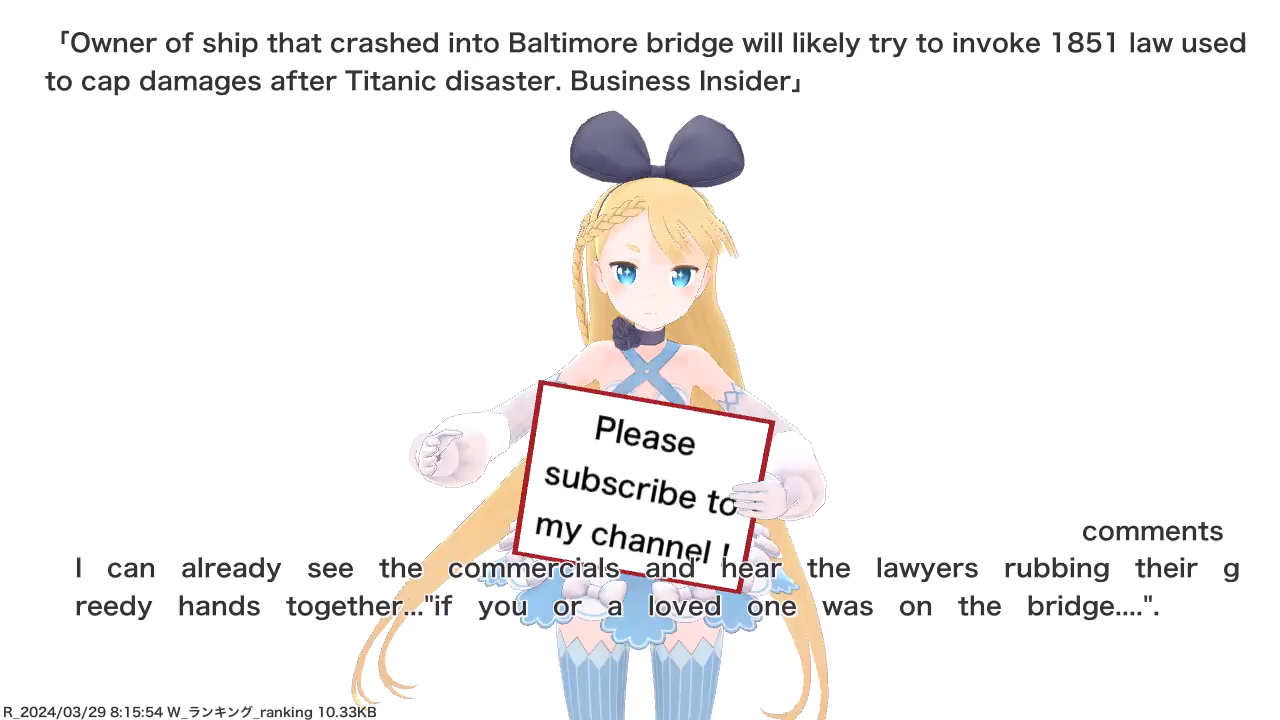 「Owner of ship that crashed into Baltimore bridge will likely try to invoke 1851 law used
to cap damages after Titanic disaster. Business Insider」
Please
subscribe to
my channel !
comments
I can already see the commercials and hear the lawyers rubbing their g
reedy hands together..."if you or a loved one was on the bridge....".
R_2024/03/29 8:15:54 W_ランキング_ranking 10.33KB